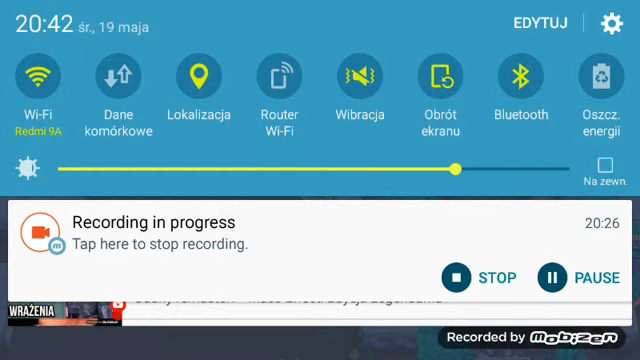 20:42 śr., 19 maja
EDYTUJ
Wi-Fi
Redmi 9A
Dane
komórkowe
Lokalizacja
Router
Wi-Fi
Wibracja
Obrót
ekranu
Bluetooth
Oszcz.
energii
Na zewn.
Recording in progress
20:26
m
Tap here to stop recording.
STOP
PAUSE
WRAŻENIA
Recorded by mobizen